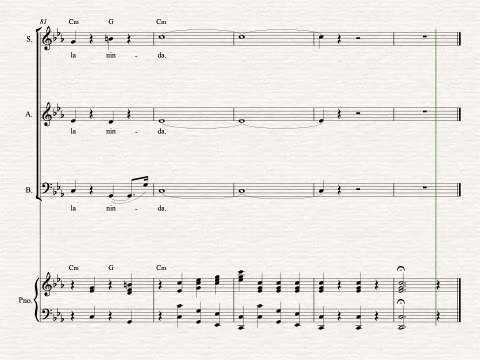 81 Cm G Cm
S.
la nin - da.
A.
la nin - da.
B.
la nin - da.
Cm G Cm
Pno.